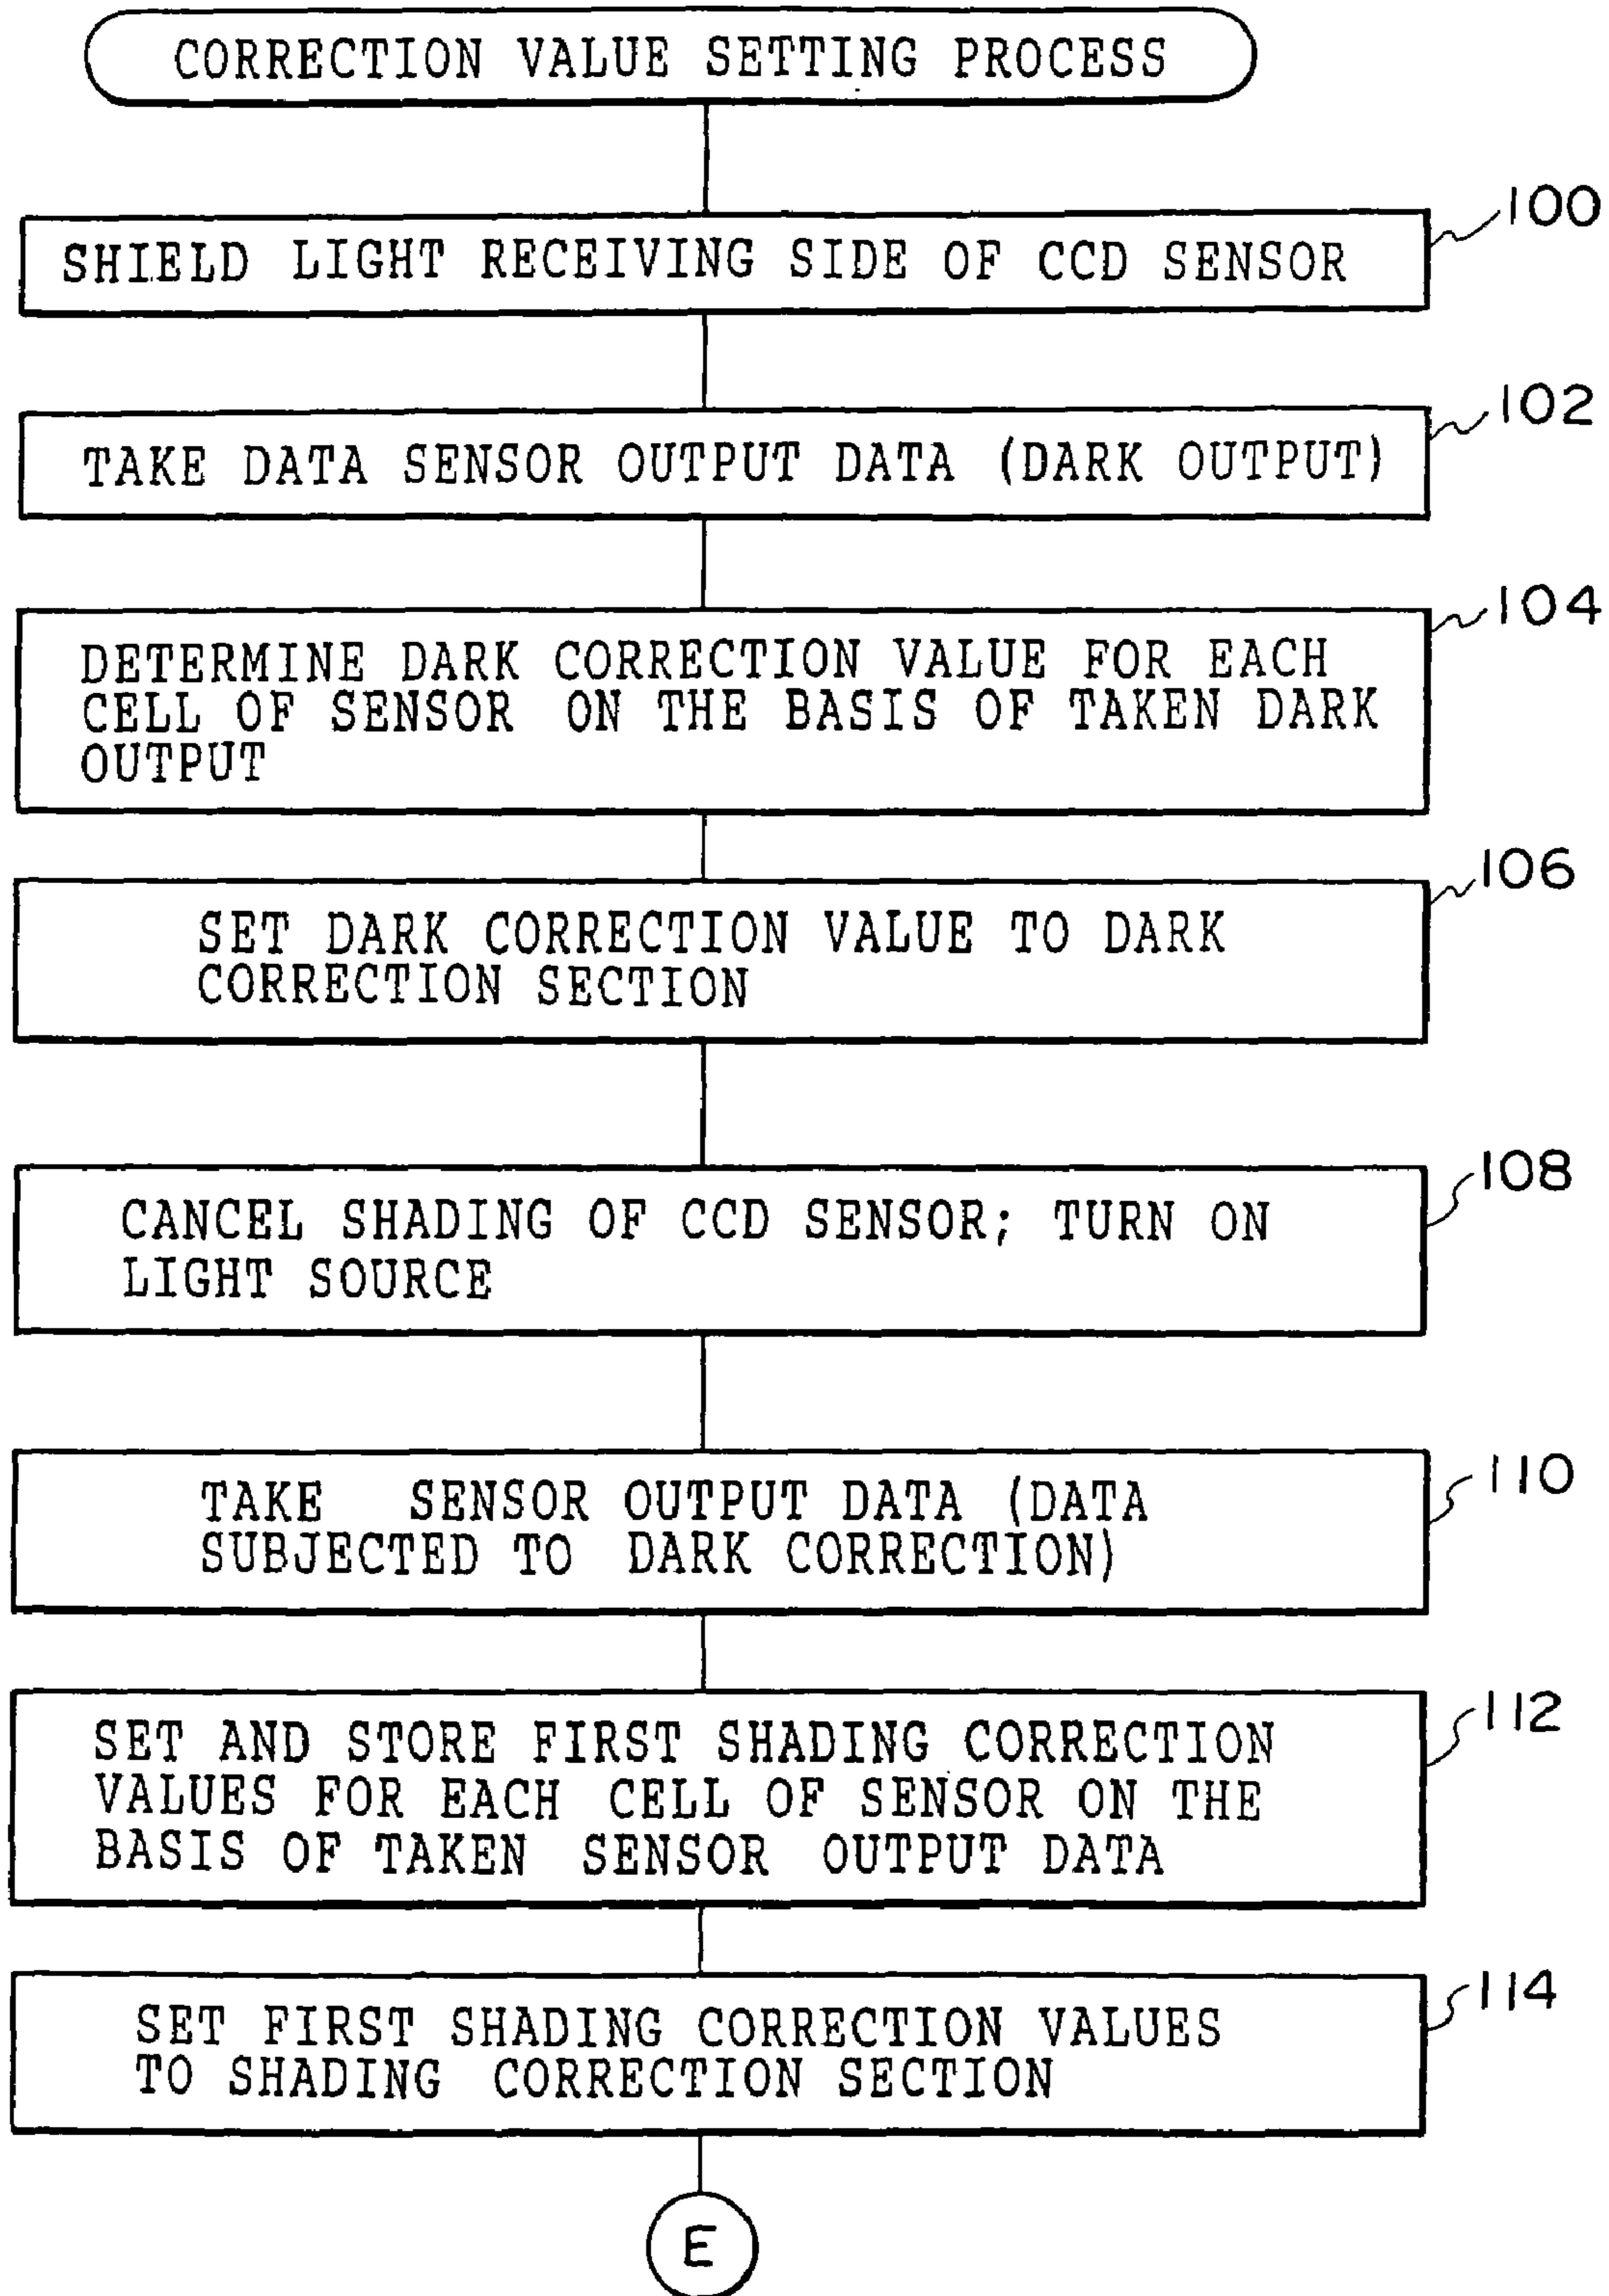 CORRECTION VALUE SETTING PROCESS
100
SHIELD LIGHT RECEIVING SIDE OF CCD SENSOR
102
TAKE DATA SENSOR OUTPUT DATA (DARK OUTPUT)
104
DETERMINE DARK CORRECTION VALUE FOR EACH
CELL OF SENSOR ON THE BASIS OF TAKEN DARK
OUTPUT
106
SET DARK CORRECTION VALUE TO DARK
CORRECTION SECTION
108
CANCEL SHADING OF CCD SENSOR; TURN ON
LIGHT SOURCE
110
TAKE SENSOR OUTPUT DATA (DATA
SUBJECTED TO DARK CORRECTION)
112
SET AND STORE FIRST SHADING CORRECTION
VALUES FOR EACH CELL OF SENSOR ON THE
BASIS OF TAKEN SENSOR OUTPUT DATA
114
SET FIRST SHADING CORRECTION VALUES
TO SHADING CORRECTION SECTION
E